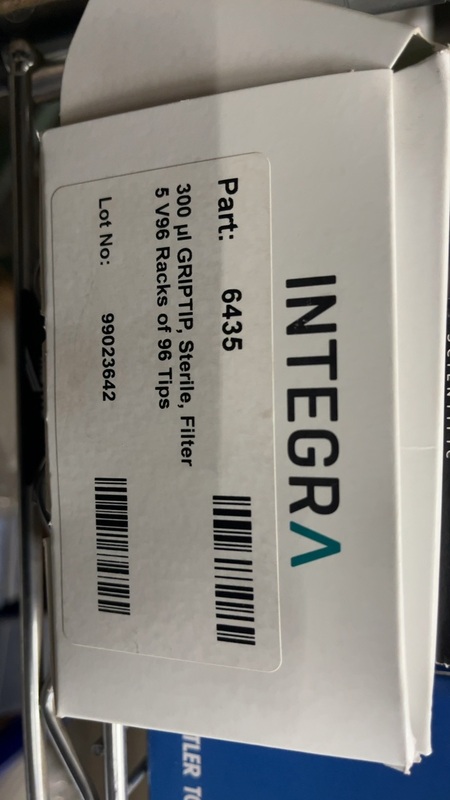 INTEGRA
Part: 6435
300 µl GRIPTIP, Sterile, Filter
5 V96 Racks of 96 Tips
Lot No: 99023642